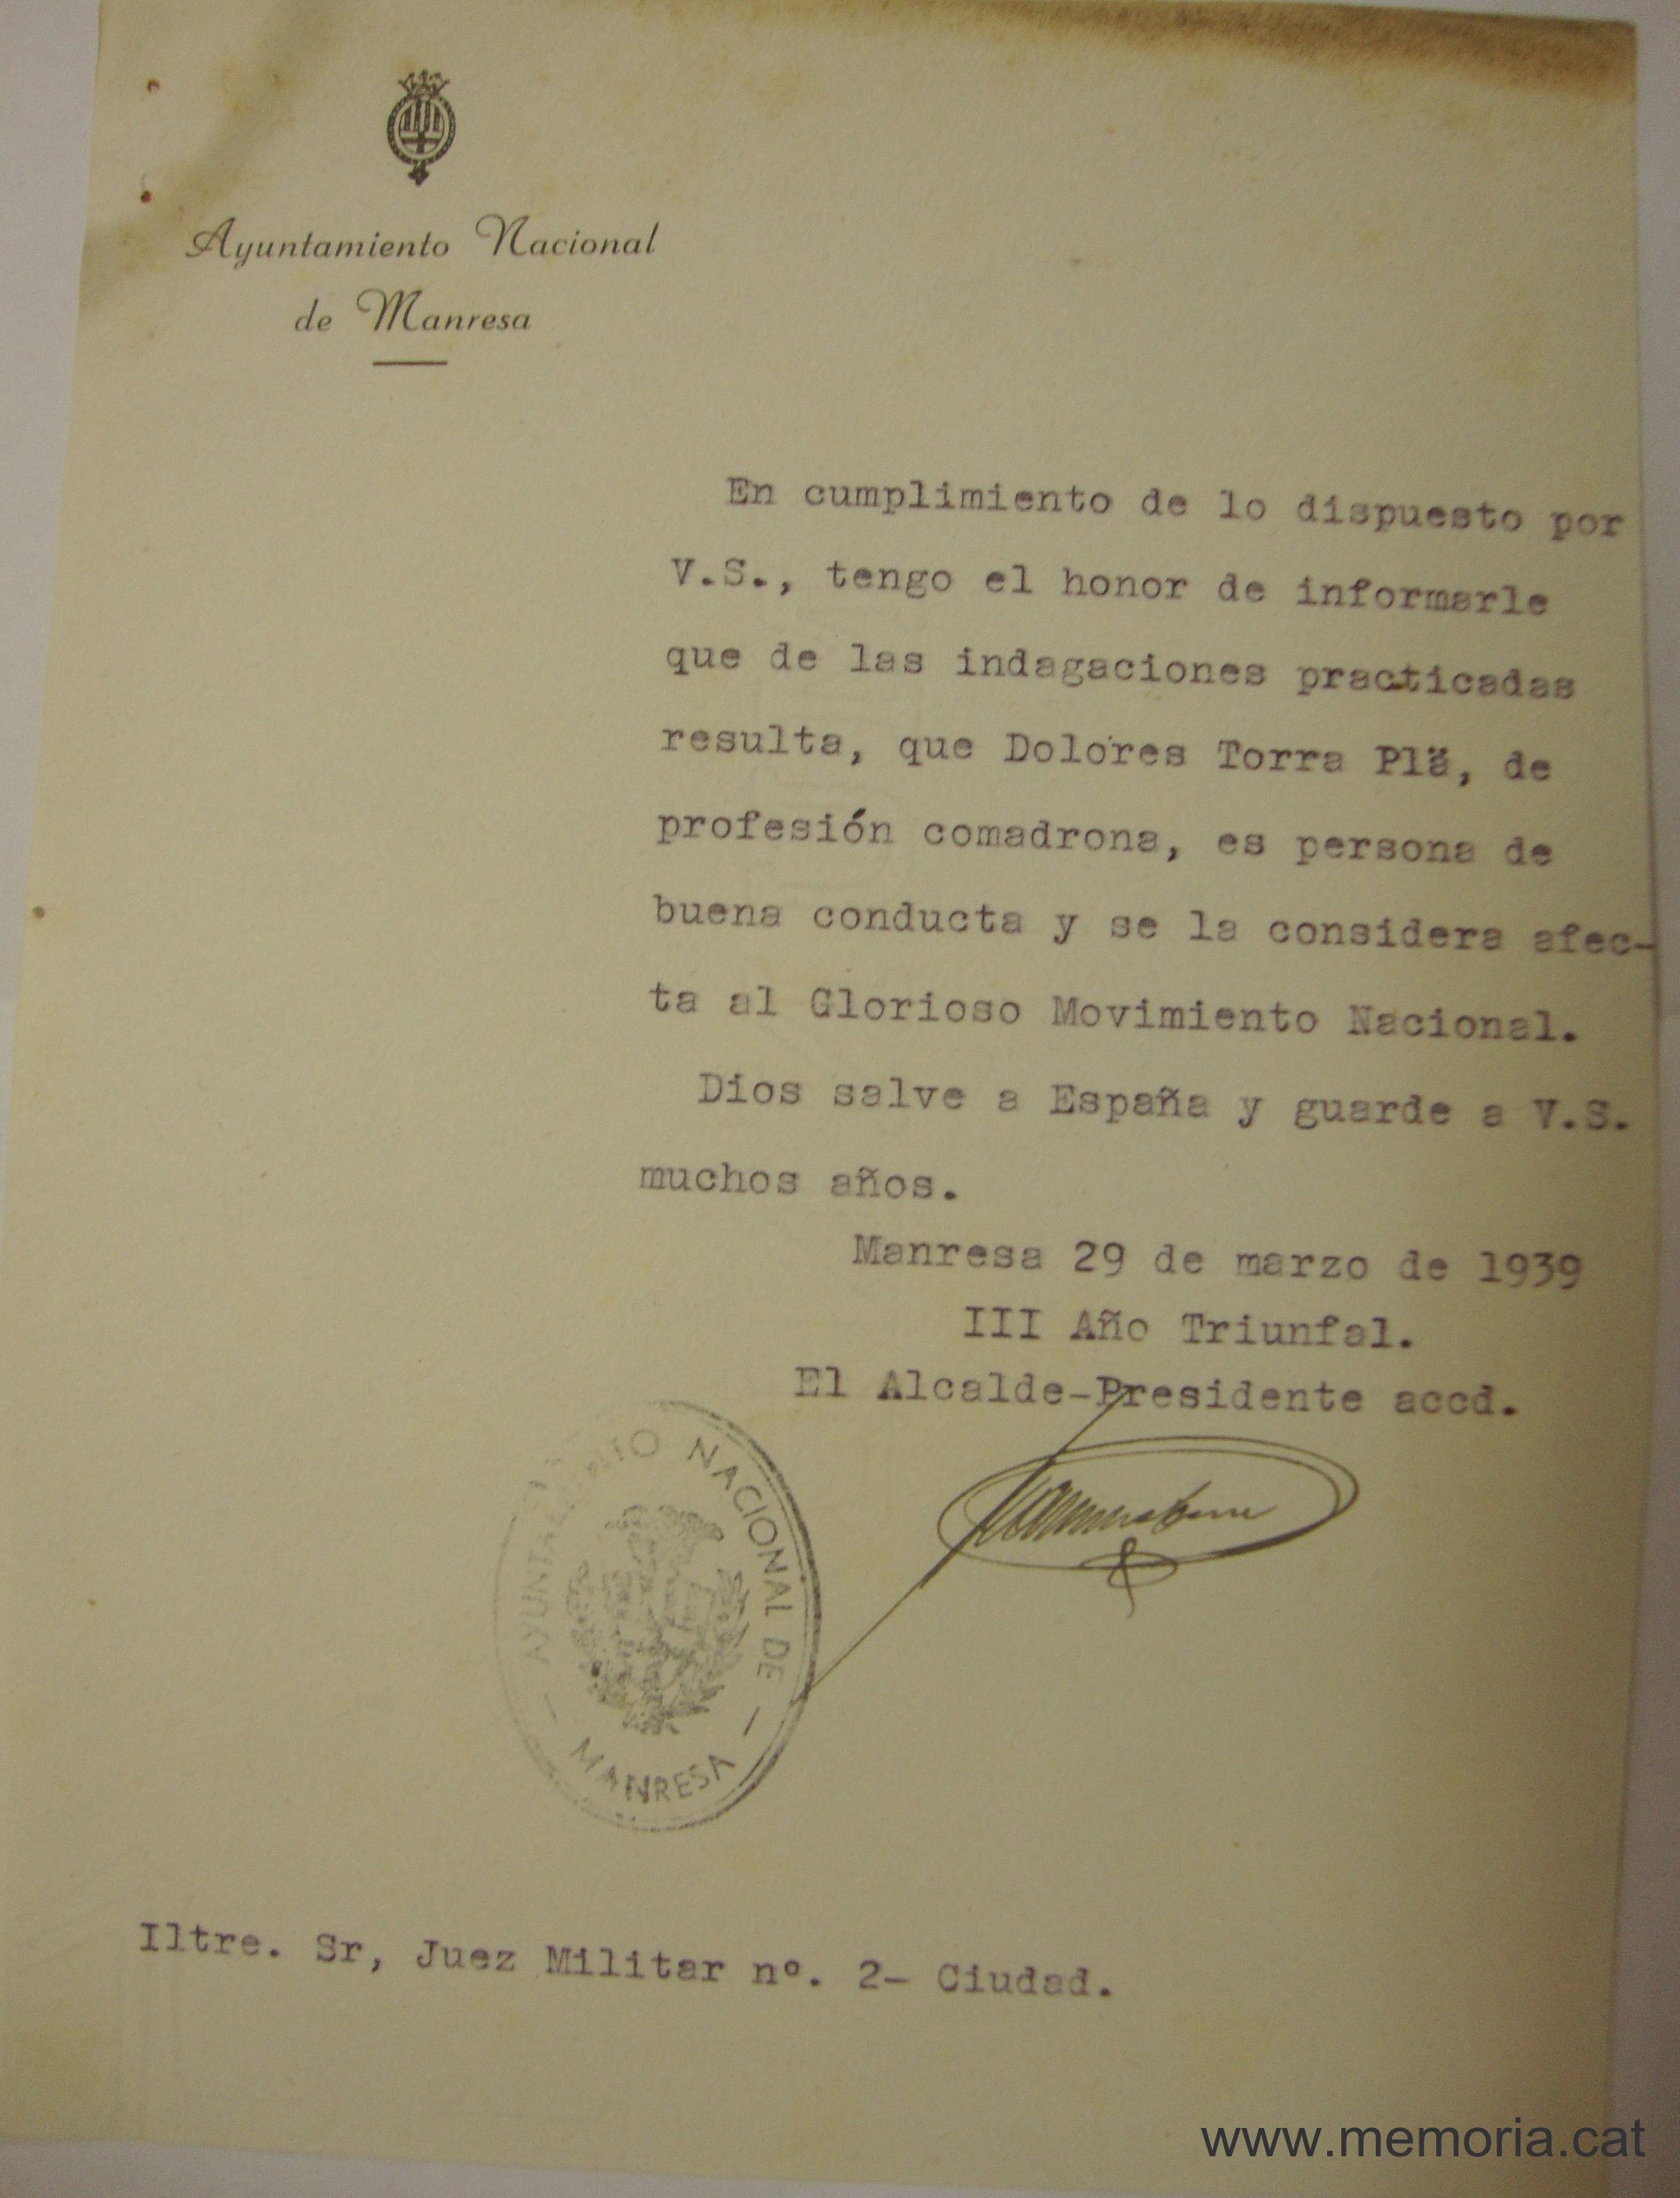 Ayuntamiento Nacional
de Manresa
En cumplimiento de lo dispuesto por
V.S., tengo el honor de informarle
que de las indagaciones practicadas
resulta, que Dolores Torra Plä, de
profesión comadrona, es persona de
buena conducta y se la considera afec-
ta al Glorioso Movimiento Nacional.
Dios salve a España y guarde a V.S.
muchos años.
Manresa 29 de marzo de 1939
III Año Triunfal.
El Alcalde-Presidente accd.
AYUNTAMIENTO NACIONAL DE
- MANRESA -
Iltre. Sr, Juez Militar nº. 2- Ciudad.
www.memoria.cat